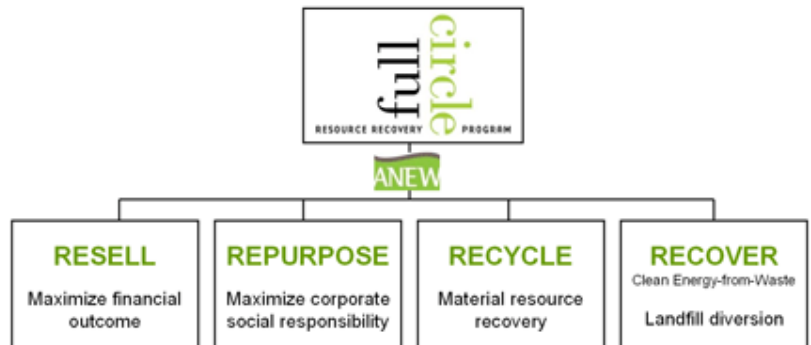 full
circle
RESOURCE RECOVERY PROGRAM
ANEW
RESELL
Maximize financial
outcome
REPURPOSE
Maximize corporate
social responsibility
RECYCLE
Material resource
recovery
RECOVER
Clean Energy-from-Waste
Landfill diversion